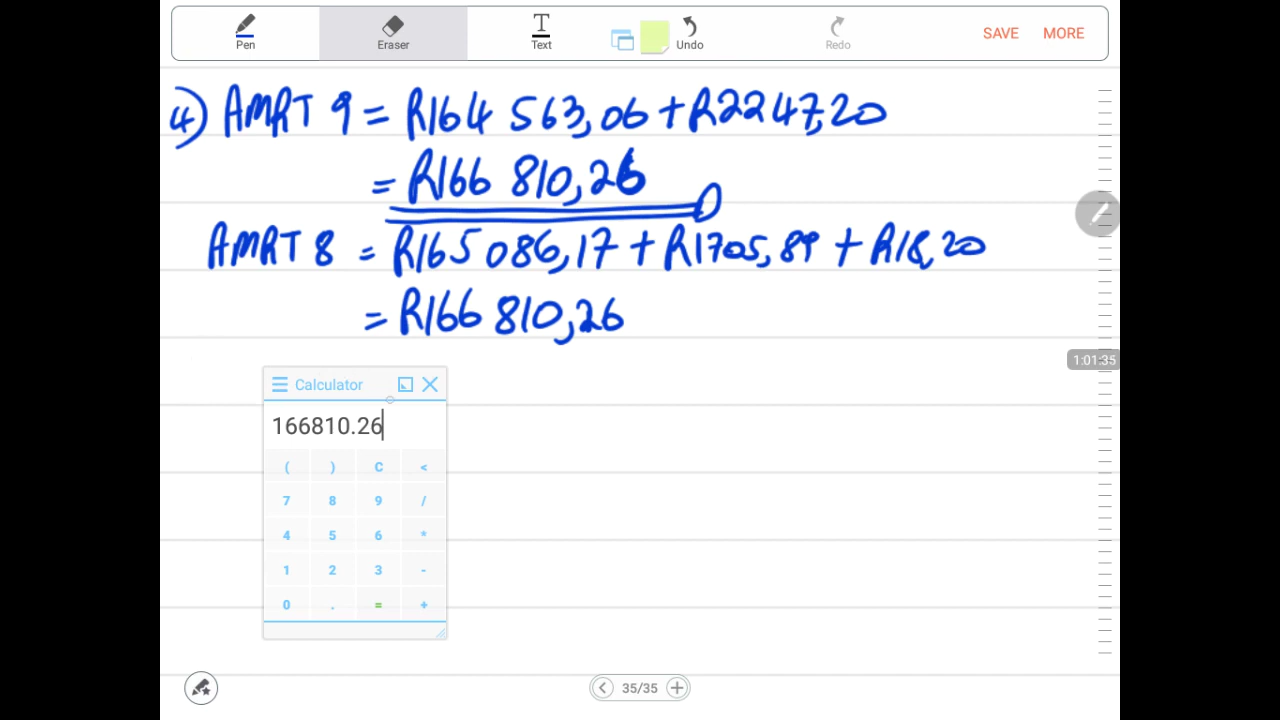 Pen Eraser Text Undo Redo SAVE MORE
4) AMRT 9 = R164 563,06 + R2247,20
= R166 810,26
AMRT 8 = R165 086,17 + R1705,89 + R18,20
= R166 810,26
1:01:35
Calculator
166810.26
( ) C <
7 8 9 /
4 5 6 *
1 2 3 -
0 . = +
35/35